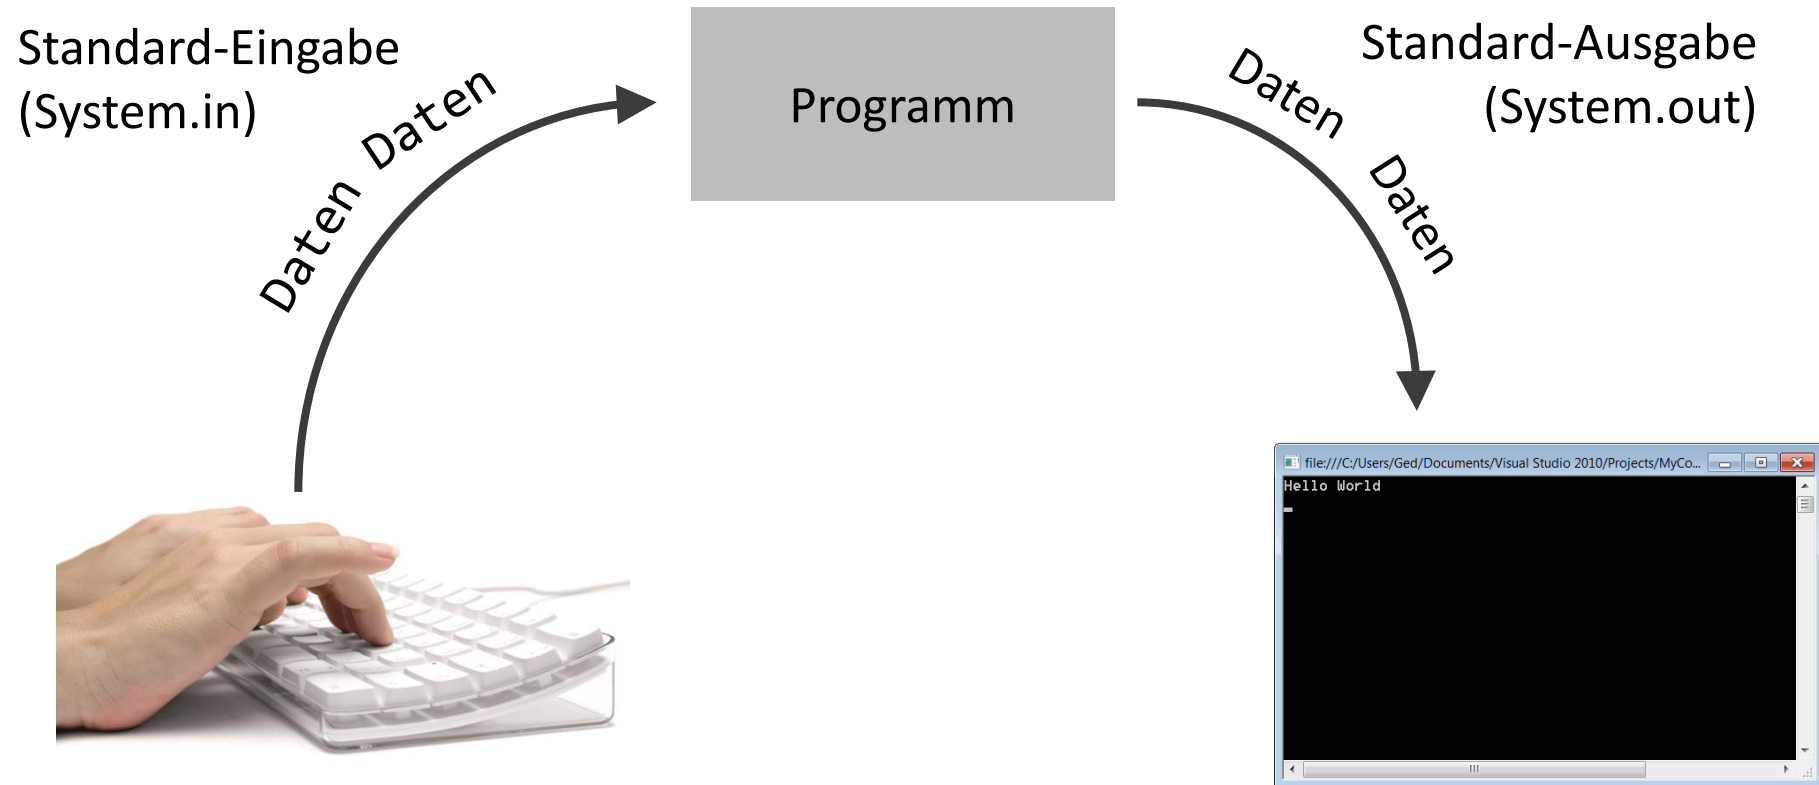 Standard-Eingabe
(System.in)
Daten Daten
Programm
Standard-Ausgabe
(System.out)
Daten Daten
file:///C:/Users/Ged/Documents/Visual Studio 2010/Projects/MyCo...
Hello World